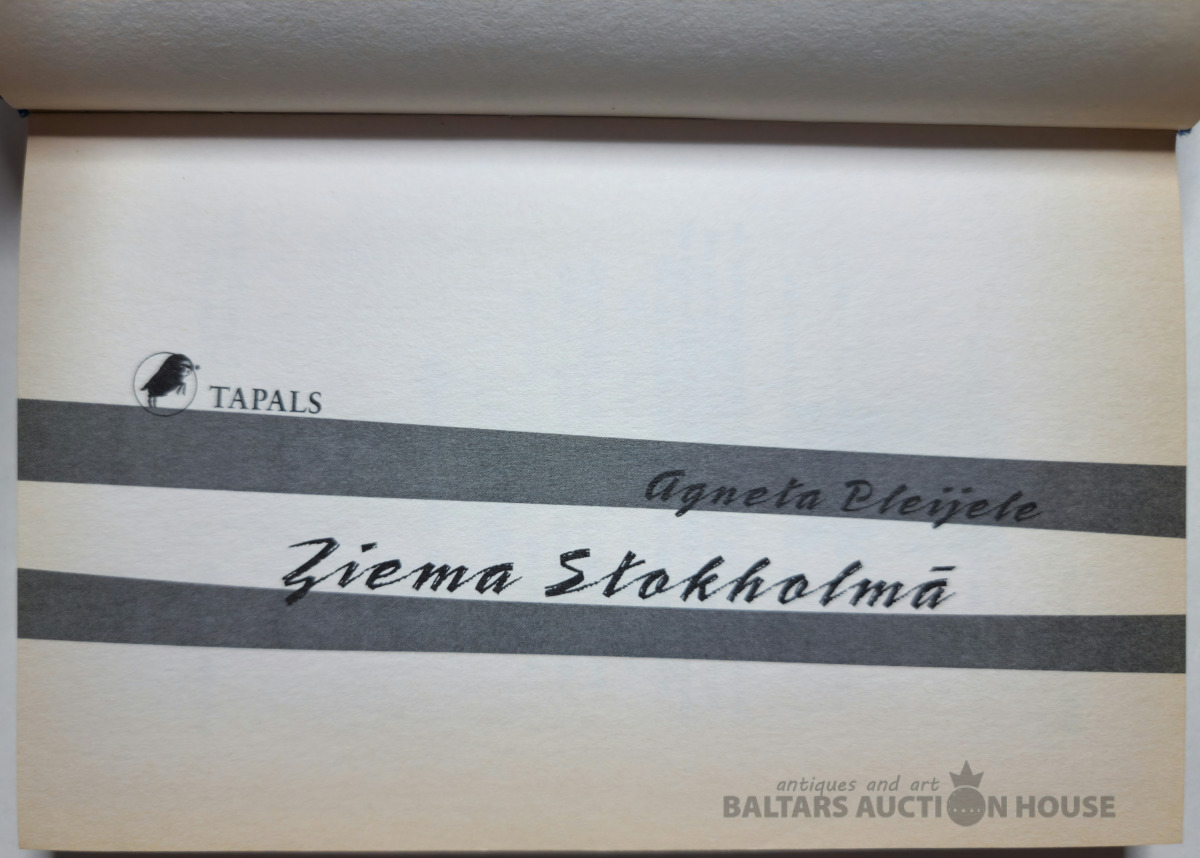 TAPALS
Agneta Pleijele
Ziema Stokholmā
antiques and art
BALTARS AUCTION HOUSE